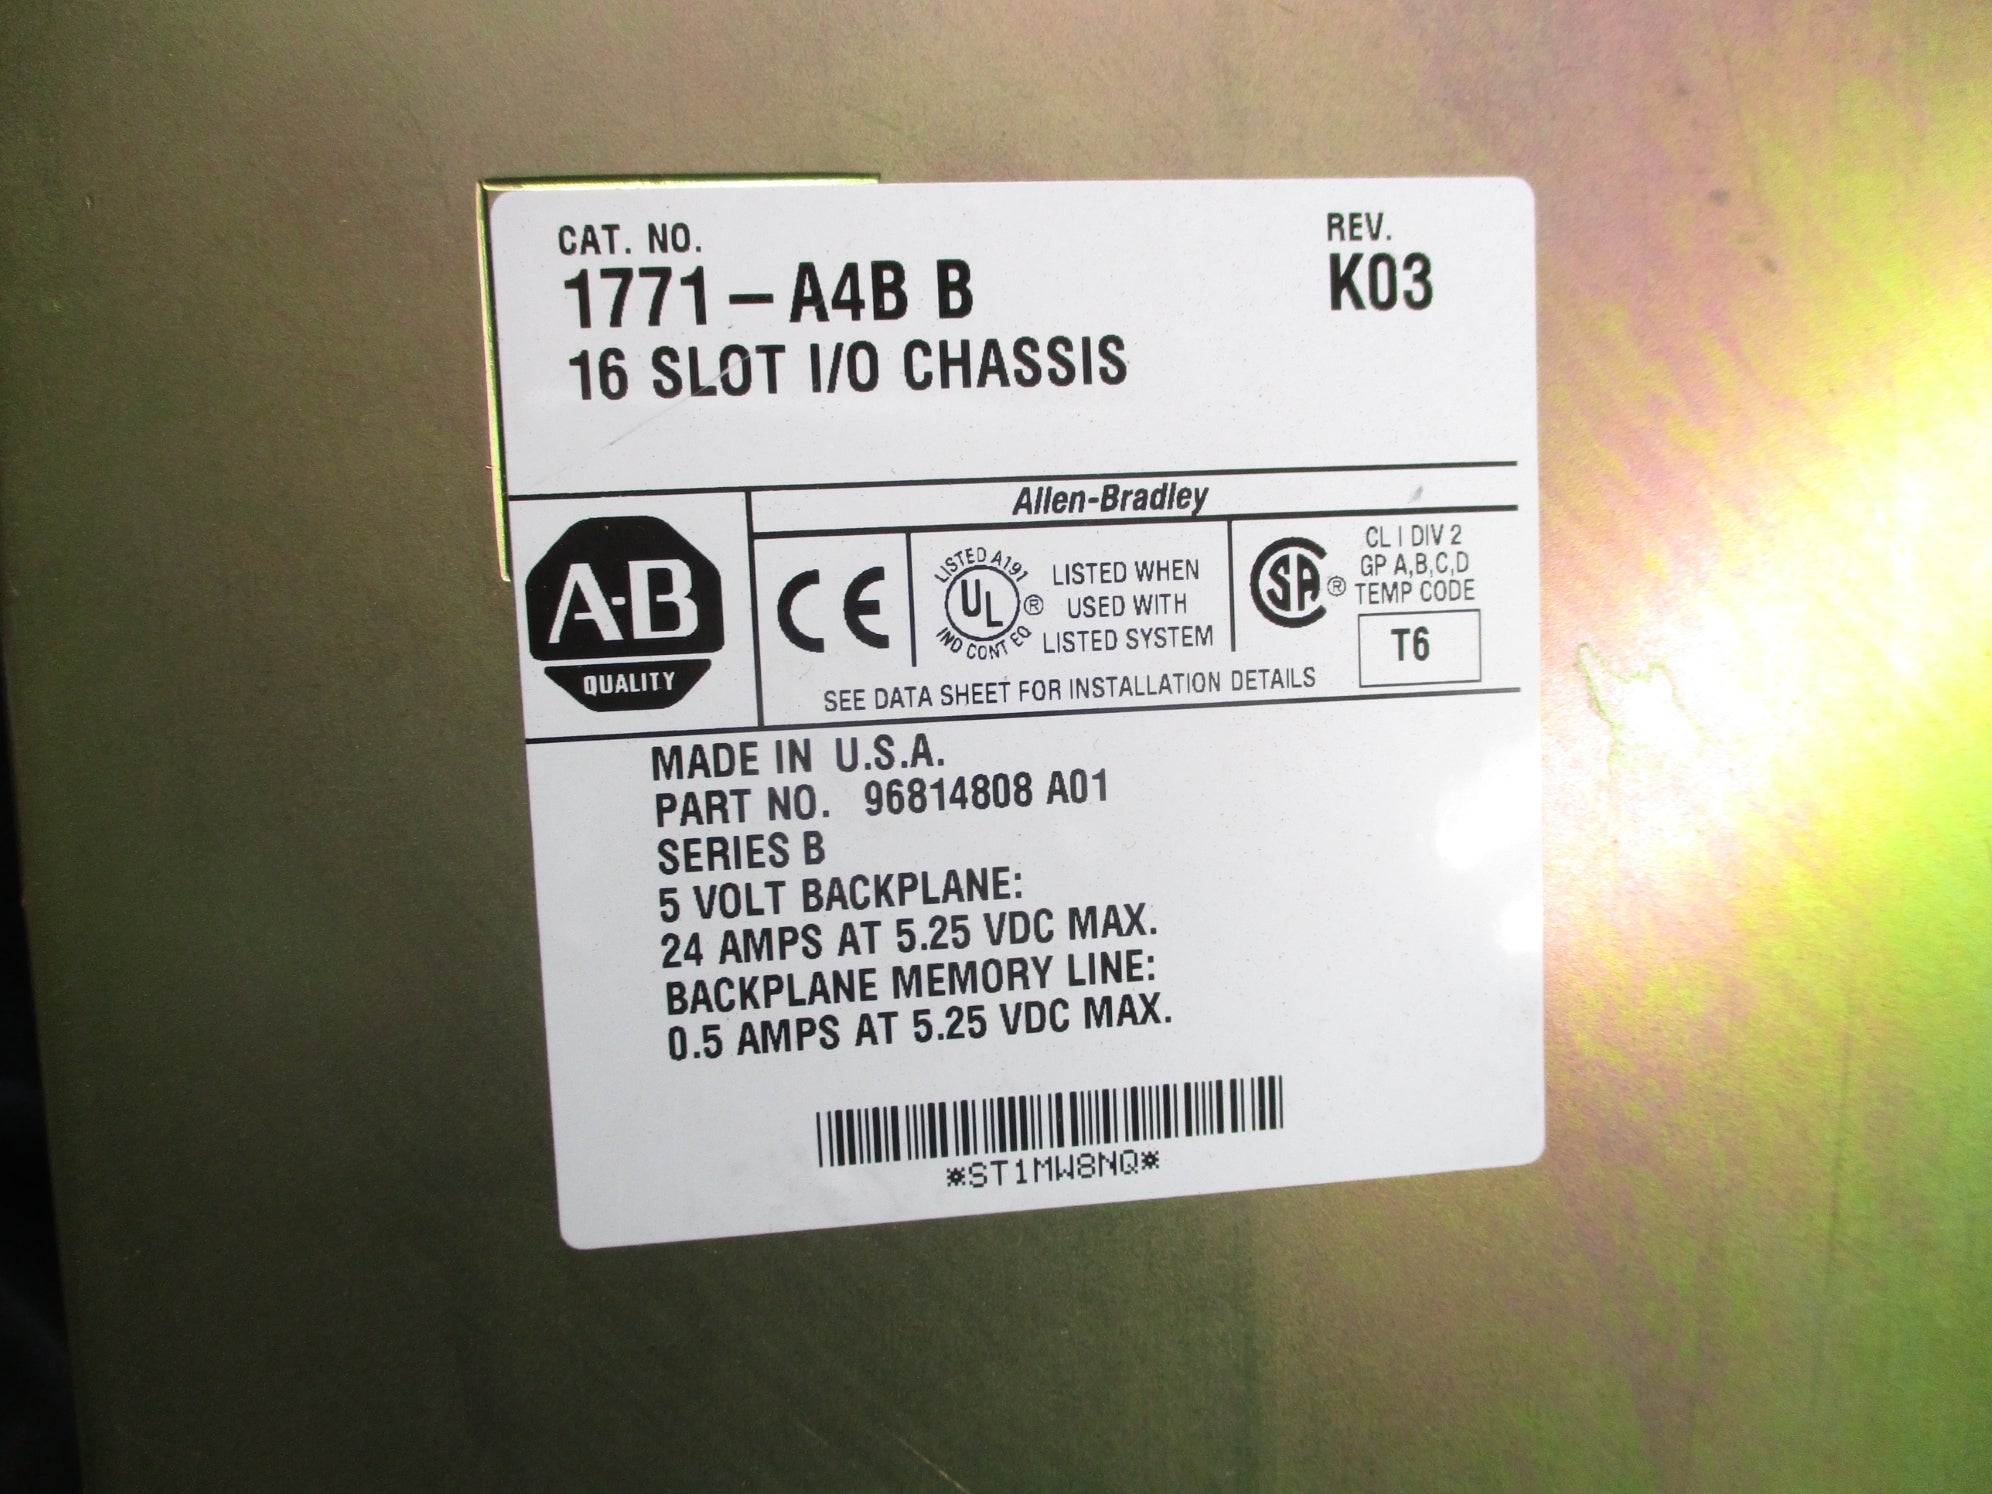 CAT. NO.
REV.
1771-A4B B
K03
16 SLOT I/O CHASSIS
Allen-Bradley
A-B
QUALITY
CE
LISTED A191
UL ®
IND CONT EQ
LISTED WHEN
USED WITH
LISTED SYSTEM
SA ®
CL I DIV 2
GP A,B,C,D
TEMP CODE
T6
SEE DATA SHEET FOR INSTALLATION DETAILS
MADE IN U.S.A.
PART NO. 96814808 A01
SERIES B
5 VOLT BACKPLANE:
24 AMPS AT 5.25 VDC MAX.
BACKPLANE MEMORY LINE:
0.5 AMPS AT 5.25 VDC MAX.
*ST1MW8NQ*